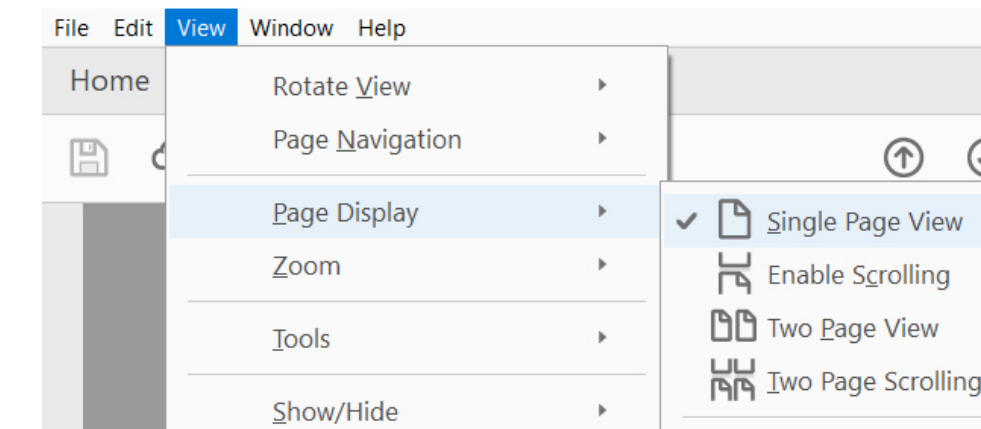 File Edit View Window Help
Home
Rotate View
Page Navigation
Page Display
Zoom
Tools
Show/Hide
Single Page View
Enable Scrolling
Two Page View
Two Page Scrolling